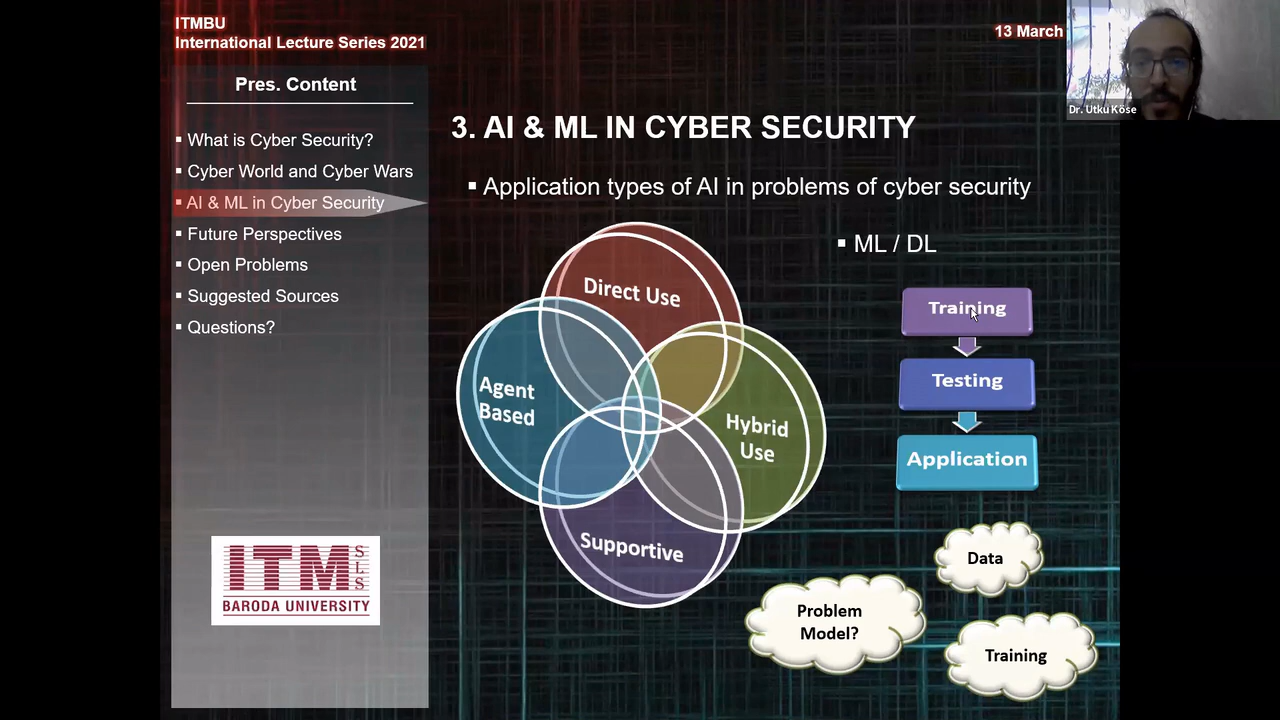 ITMBU
International Lecture Series 2021
13 March
Dr. Utku Köse
Pres. Content
▪ What is Cyber Security?
▪ Cyber World and Cyber Wars
▪ AI & ML in Cyber Security
▪ Future Perspectives
▪ Open Problems
▪ Suggested Sources
▪ Questions?
ITM SLS
BARODA UNIVERSITY
3. AI & ML IN CYBER SECURITY
▪ Application types of AI in problems of cyber security
▪ ML / DL
Direct Use
Agent
Based
Hybrid
Use
Supportive
Training
Testing
Application
Data
Problem
Model?
Training